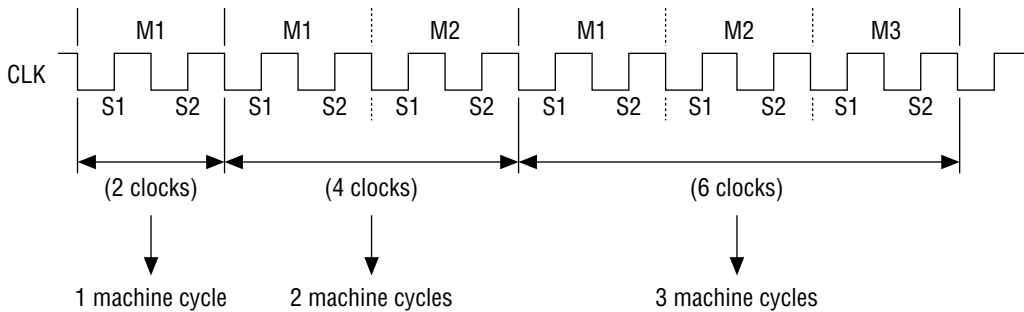 M1 M1 M2 M1 M2 M3
CLK
S1 S2 S1 S2 S1 S2 S1 S2 S1 S2 S1 S2
(2 clocks) (4 clocks) (6 clocks)
1 machine cycle 2 machine cycles 3 machine cycles